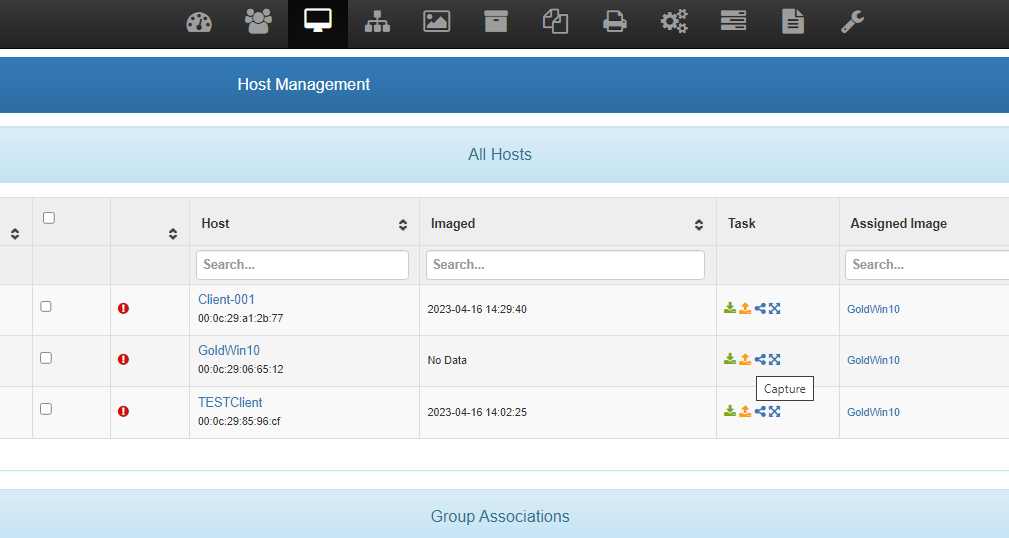 Host Management
All Hosts
Host
Imaged
Task
Assigned Image
Search...
Search...
Search...
Client-001
00:0c:29:a1:2b:77
2023-04-16 14:29:40
GoldWin10
GoldWin10
00:0c:29:06:65:12
No Data
GoldWin10
Capture
TESTClient
00:0c:29:85:96:cf
2023-04-16 14:02:25
GoldWin10
Group Associations